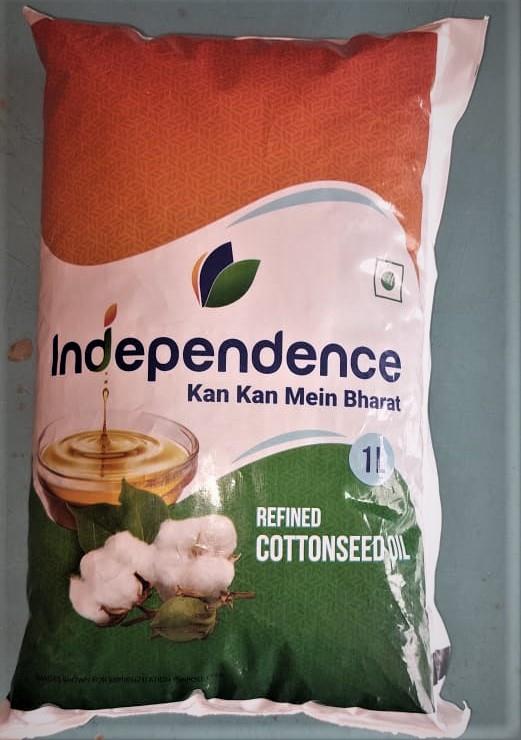 Independence
Kan Kan Mein Bharat
1L
REFINED
COTTONSEED OIL